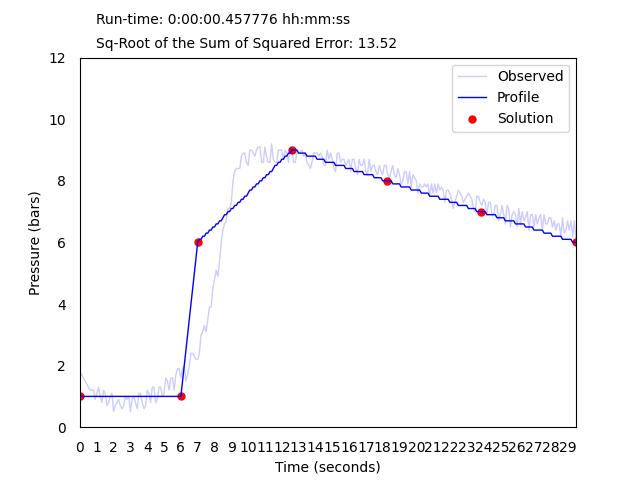 Run-time: 0:00:00.457776 hh:mm:ss
Sq-Root of the Sum of Squared Error: 13.52
12
Observed
Profile
Solution
10
8
6
4
2
0
Pressure (bars)
0 1 2 3 4 5 6 7 8 9 10 11 12 13 14 15 16 17 18 19 20 21 22 23 24 25 26 27 28 29
Time (seconds)